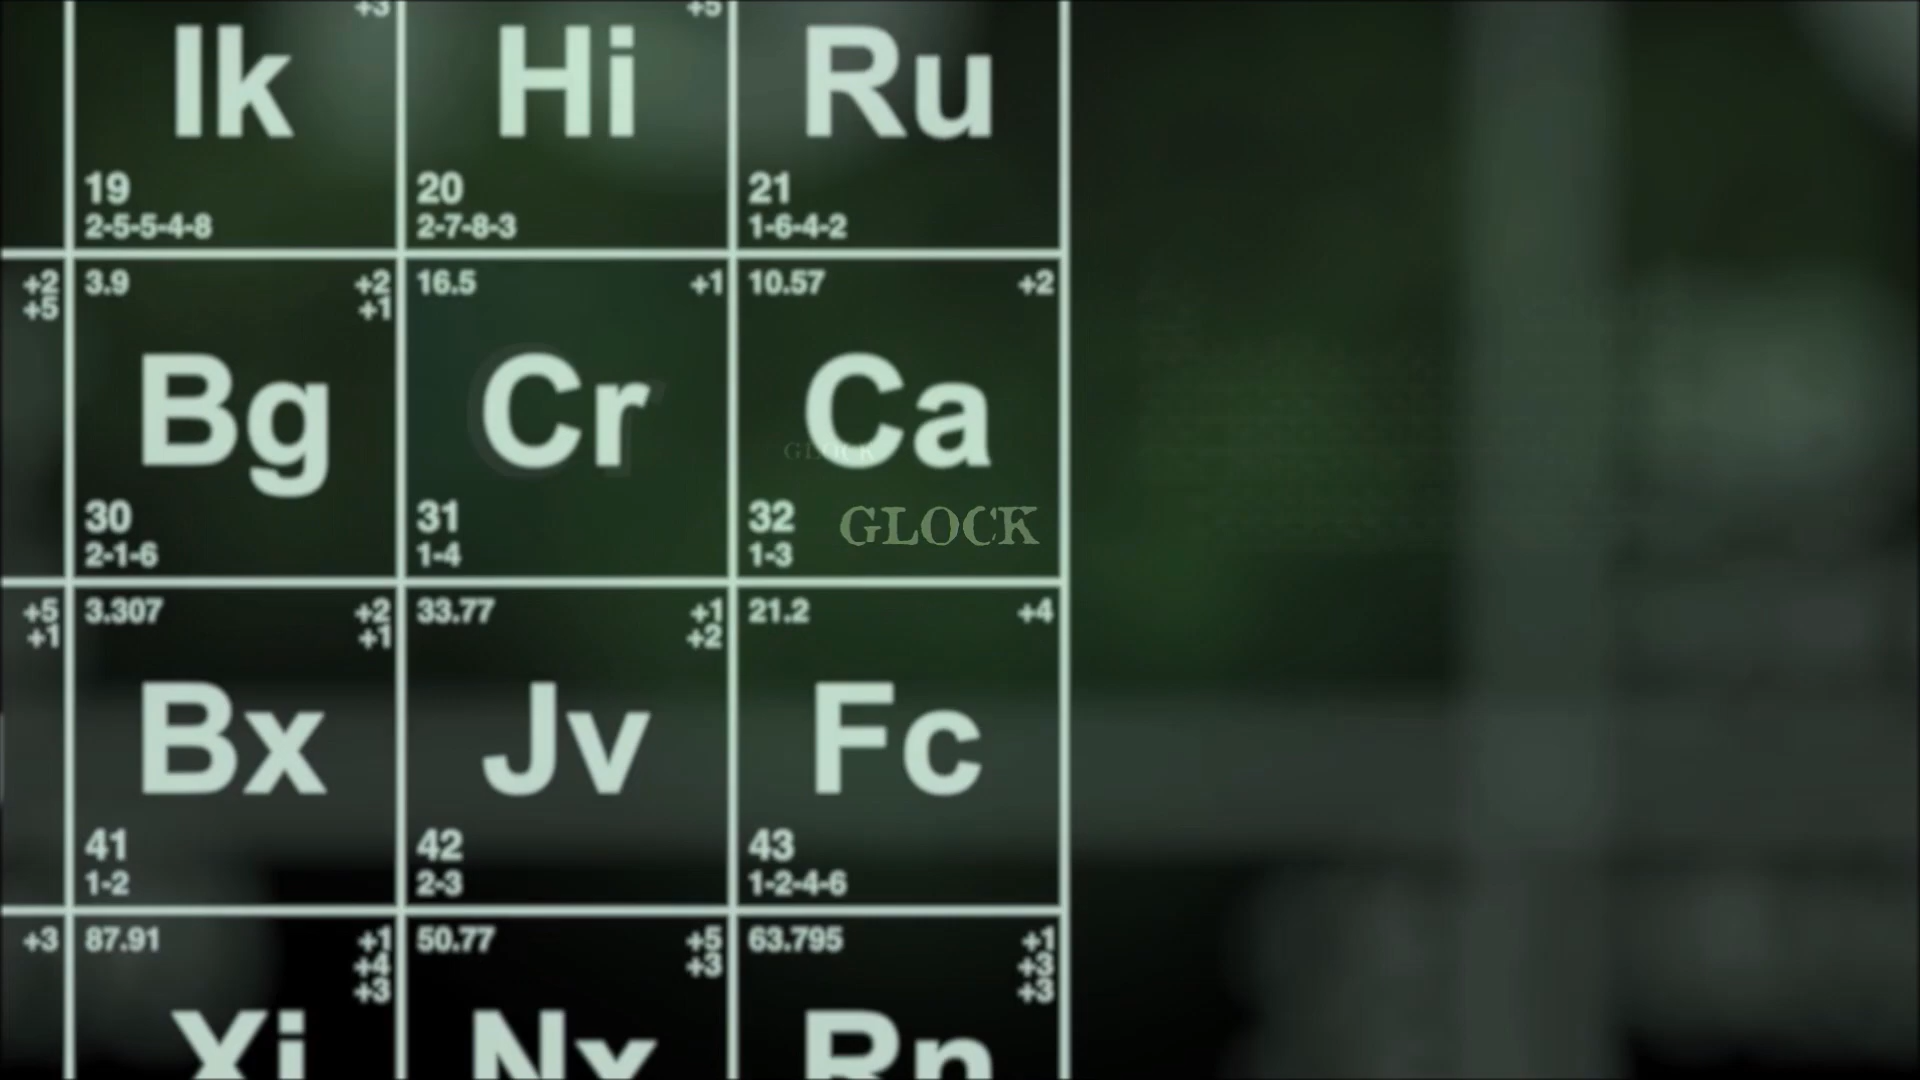 +3 +5
Ik Hi Ru
19 20 21
2-5-5-4-8 2-7-8-3 1-6-4-2
+2 3.9 +2 16.5 +1 10.57 +2
+5 +1
Bg Cr Ca
GLOCK
30 31 32 GLOCK
2-1-6 1-4 1-3
+5 3.307 +2 33.77 +1 21.2 +4
+1 +1 +2
Bx Jv Fc
41 42 43
1-2 2-3 1-2-4-6
+3 87.91 +1 50.77 +5 63.795 +1
+4 +3 +3
+3 +3
Xi Nx Rn